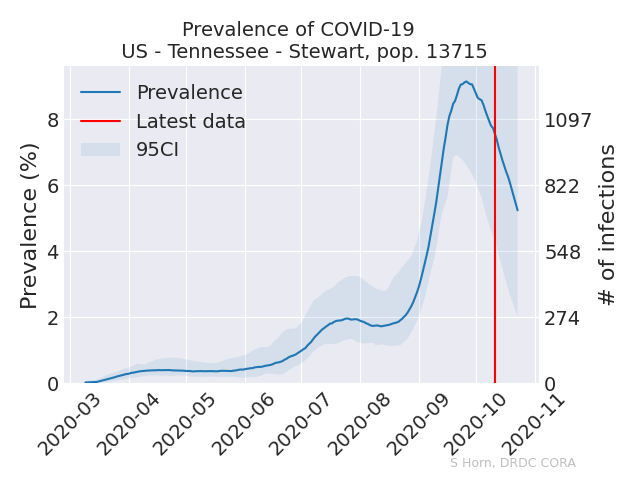 Prevalence of COVID-19
US - Tennessee - Stewart, pop. 13715
Prevalence
Latest data
95CI
Prevalence (%)
8
6
4
2
0
# of infections
1097
822
548
274
0
2020-03
2020-04
2020-05
2020-06
2020-07
2020-08
2020-09
2020-10
2020-11
S Horn, DRDC CORA